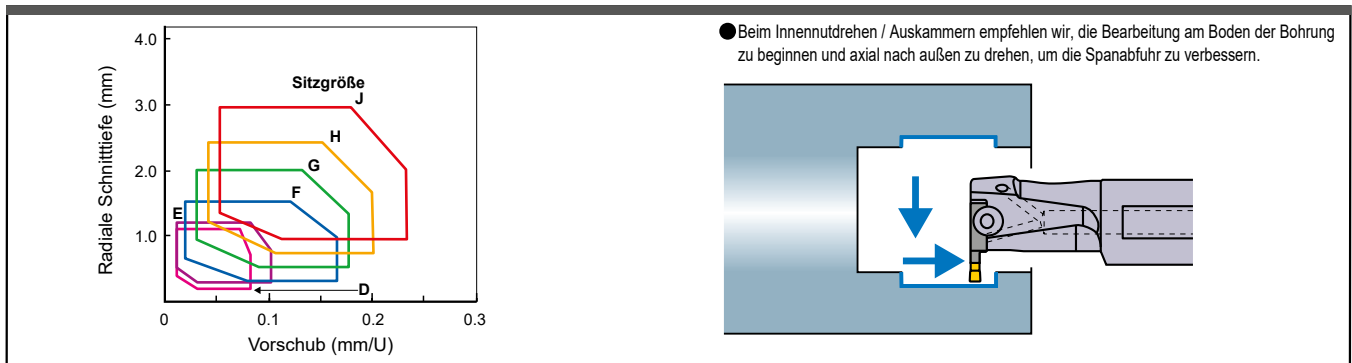 4.0
3.0
2.0
1.0
0
0.1
0.2
0.3
Radiale Schnitttiefe (mm)
Vorschub (mm/U)
Sitzgröße
J
H
G
F
E
D
●Beim Innennutdrehen / Auskammern empfehlen wir, die Bearbeitung am Boden der Bohrung
zu beginnen und axial nach außen zu drehen, um die Spanabfuhr zu verbessern.